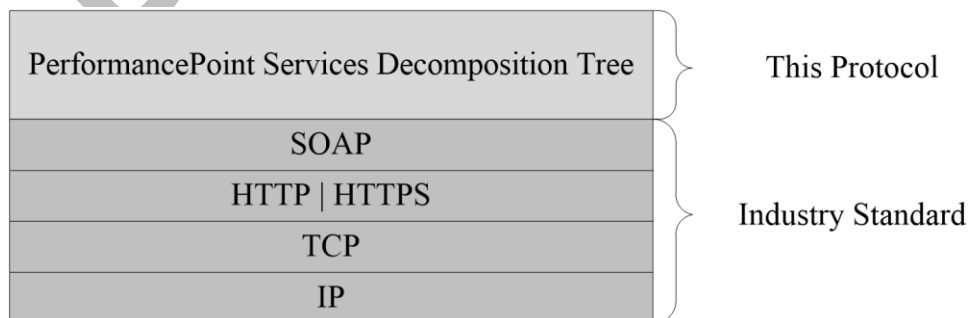 PerformancePoint Services Decomposition Tree
This Protocol
SOAP
HTTP | HTTPS
TCP
IP
Industry Standard